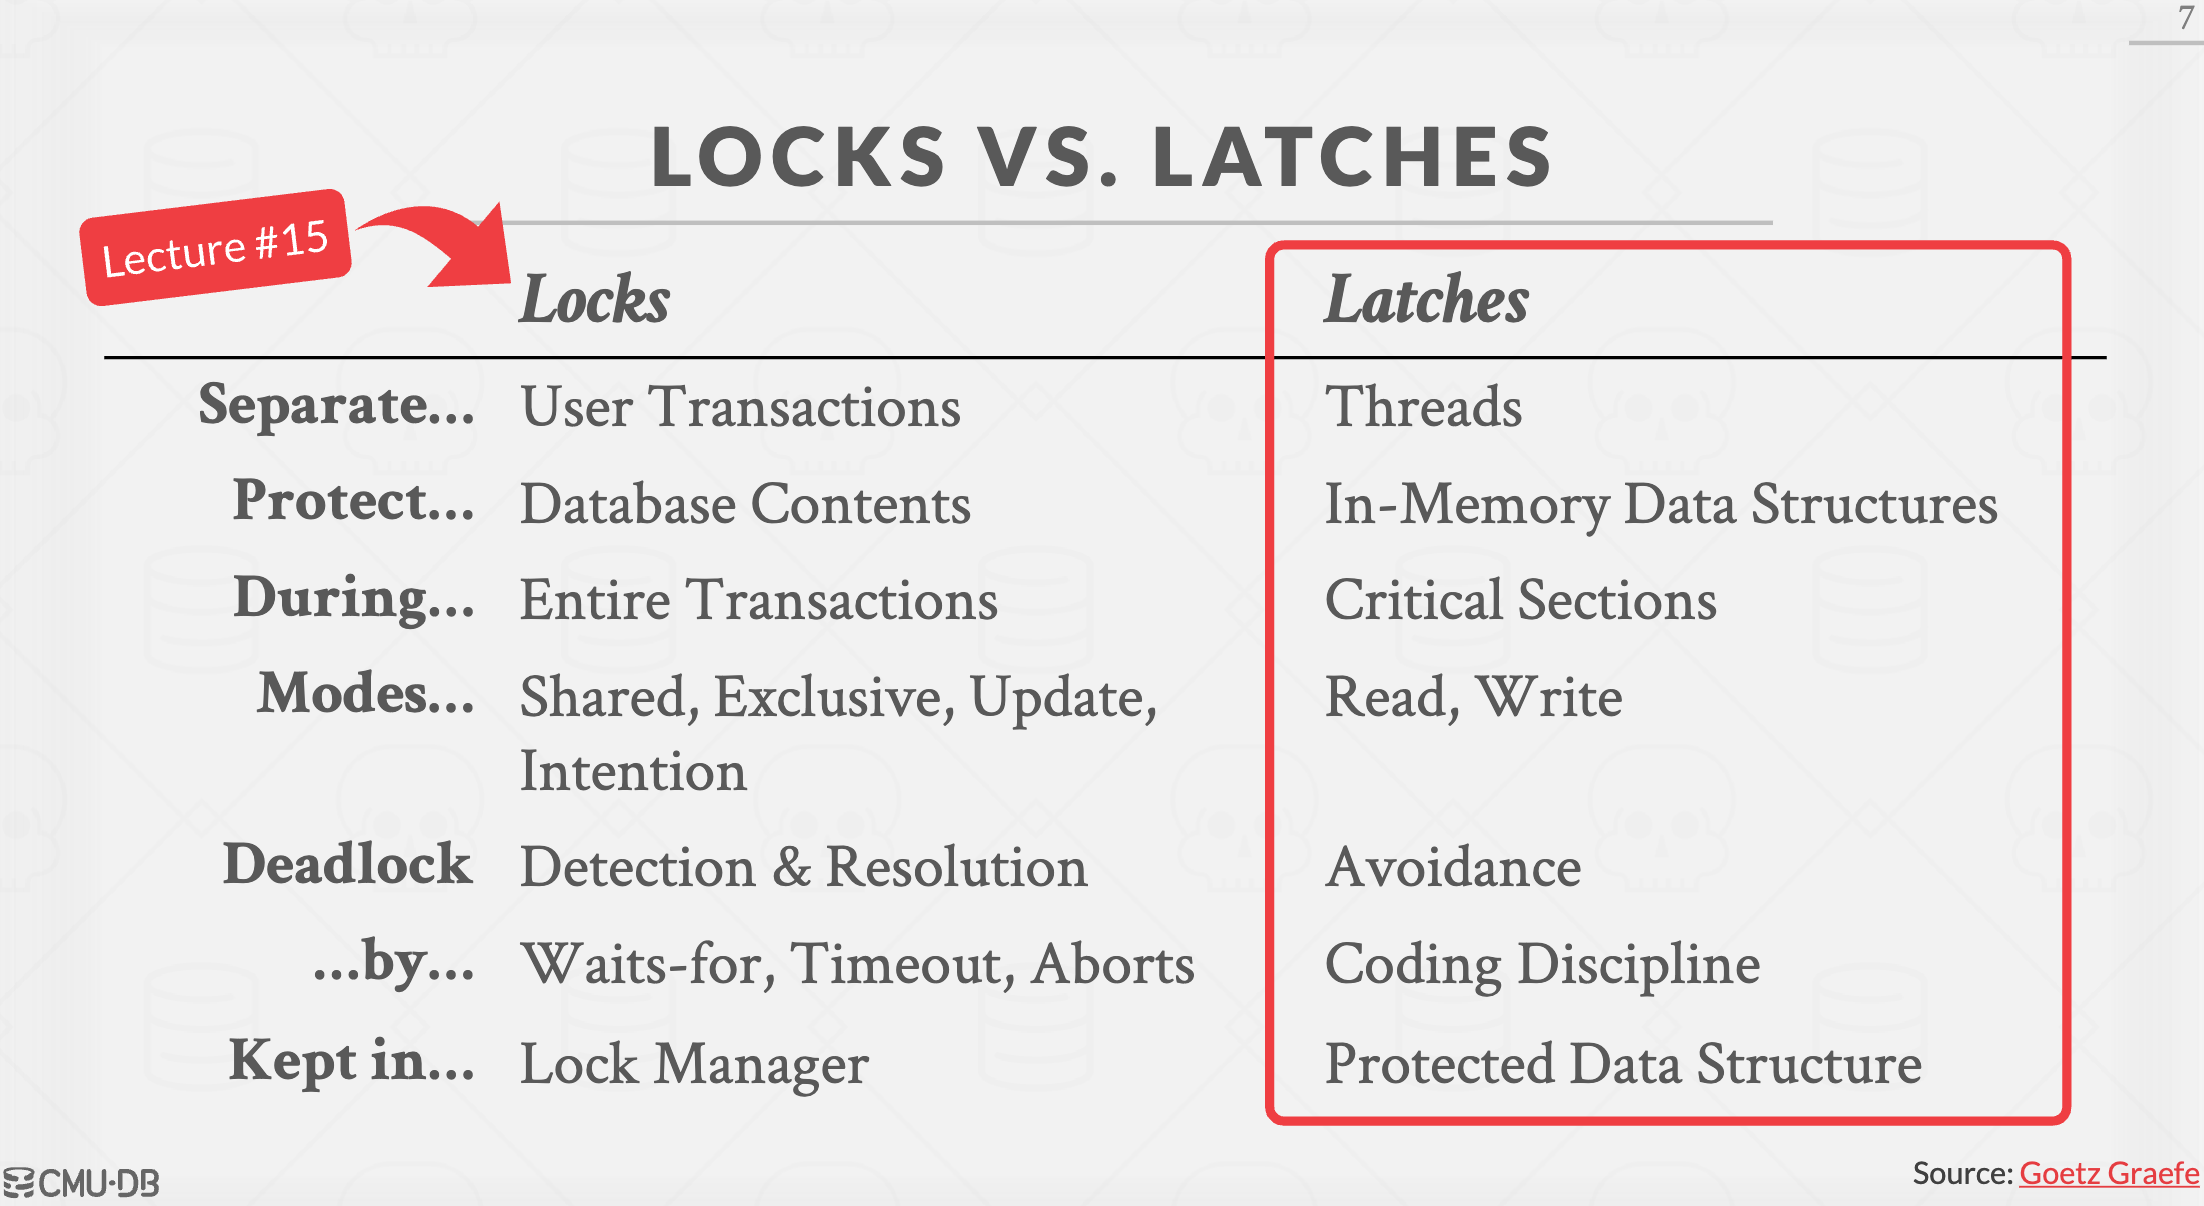 7
LOCKS VS. LATCHES
Lecture #15
Locks Latches
Separate... User Transactions Threads
Protect... Database Contents In-Memory Data Structures
During... Entire Transactions Critical Sections
Modes... Shared, Exclusive, Update, Read, Write
Intention
Deadlock Detection & Resolution Avoidance
...by... Waits-for, Timeout, Aborts Coding Discipline
Kept in... Lock Manager Protected Data Structure
CMU·DB
Source: Goetz Graefe